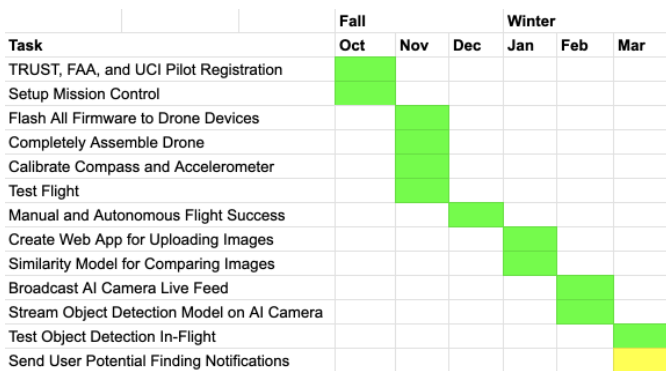 Fall Winter
Task Oct Nov Dec Jan Feb Mar
TRUST, FAA, and UCI Pilot Registration
Setup Mission Control
Flash All Firmware to Drone Devices
Completely Assemble Drone
Calibrate Compass and Accelerometer
Test Flight
Manual and Autonomous Flight Success
Create Web App for Uploading Images
Similarity Model for Comparing Images
Broadcast AI Camera Live Feed
Stream Object Detection Model on AI Camera
Test Object Detection In-Flight
Send User Potential Finding Notifications